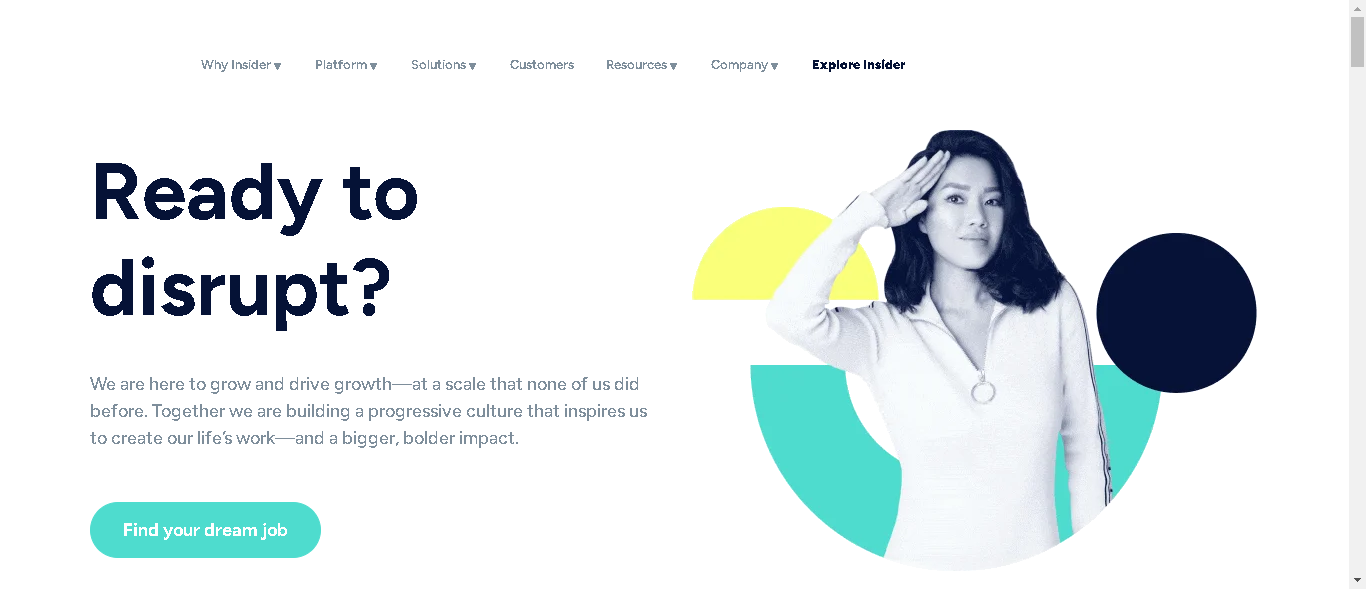 Why Insider ▾ Platform ▾ Solutions ▾ Customers Resources ▾ Company ▾ Explore Insider
Ready to
disrupt?
We are here to grow and drive growth—at a scale that none of us did
before. Together we are building a progressive culture that inspires us
to create our life’s work—and a bigger, bolder impact.
Find your dream job